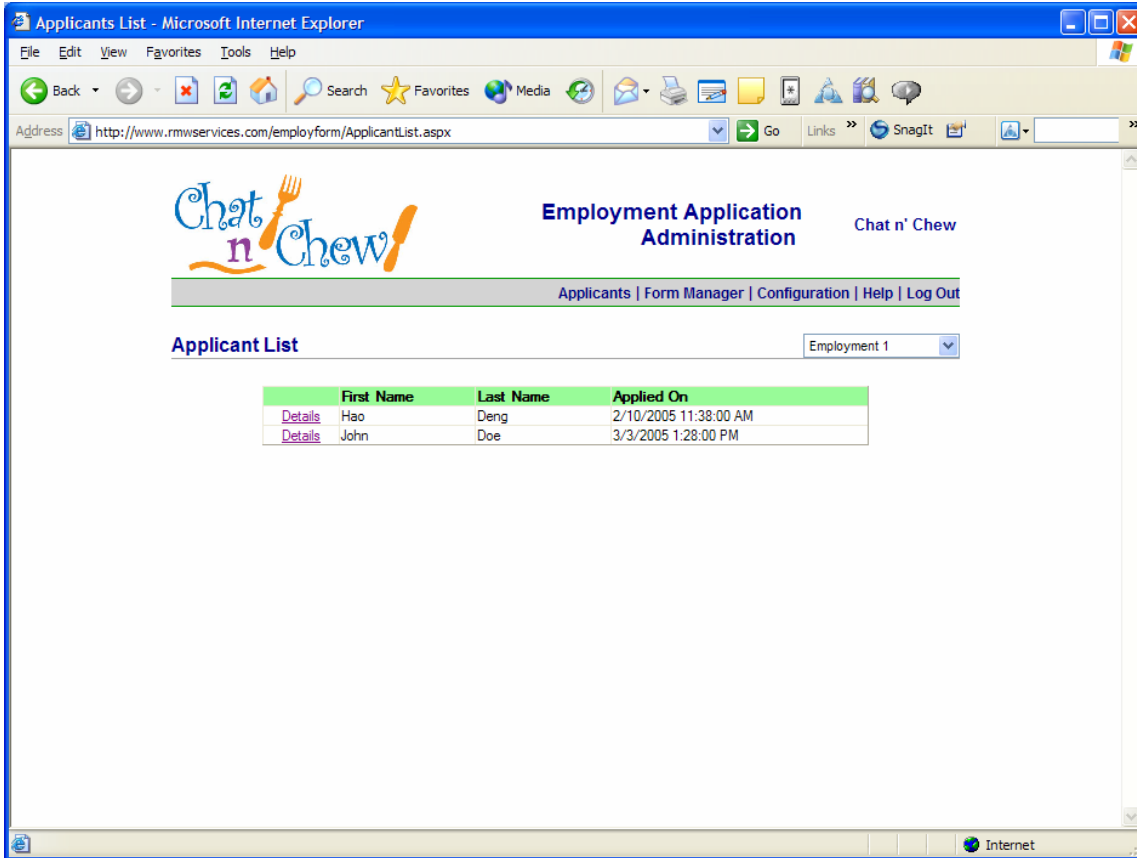 Applicants List - Microsoft Internet Explorer
File Edit View Favorites Tools Help
Back Search Favorites Media
Address http://www.rmwservices.com/employform/ApplicantList.aspx Go Links » SnagIt »
Chat n' Chew!
Employment Application
Administration
Chat n' Chew
Applicants | Form Manager | Configuration | Help | Log Out
Applicant List Employment 1
First Name Last Name Applied On
Details Hao Deng 2/10/2005 11:38:00 AM
Details John Doe 3/3/2005 1:28:00 PM
Internet